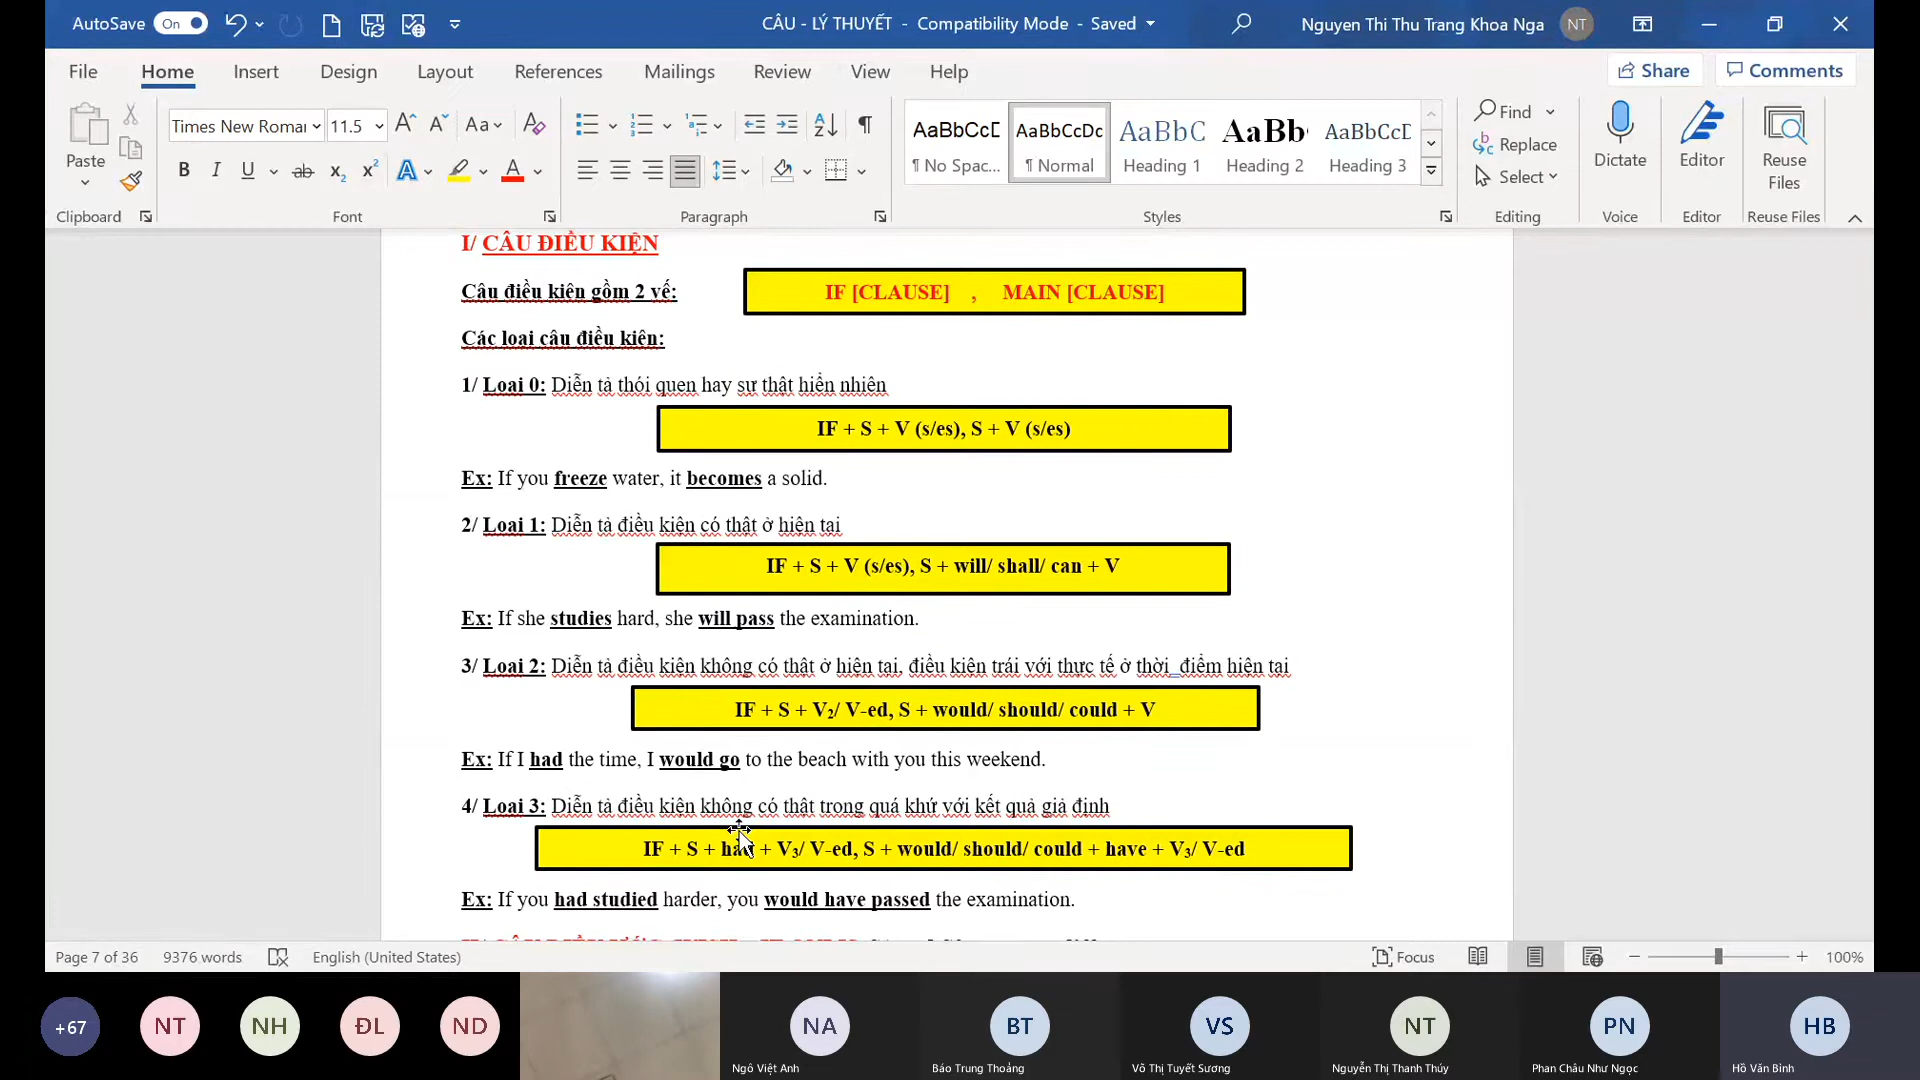 AutoSave On
CÂU - LÝ THUYẾT - Compatibility Mode - Saved
Nguyen Thi Thu Trang Khoa Nga NT
File Home Insert Design Layout References Mailings Review View Help
Share Comments
Times New Romar 11.5
Paste
AaBbCcD AaBbCcDc AaBbC AaBb AaBbCcD
¶ No Spac... ¶ Normal Heading 1 Heading 2 Heading 3
Find
Replace
Select
Dictate
Editor
Reuse Files
Clipboard Font Paragraph Styles Editing Voice Editor Reuse Files
I/ CÂU ĐIỀU KIỆN
Câu điều kiện gồm 2 vế: IF [CLAUSE] , MAIN [CLAUSE]
Các loại câu điều kiện:
1/ Loại 0: Diễn tả thói quen hay sự thật hiển nhiên
IF + S + V (s/es), S + V (s/es)
Ex: If you freeze water, it becomes a solid.
2/ Loại 1: Diễn tả điều kiện có thật ở hiện tại
IF + S + V (s/es), S + will/ shall/ can + V
Ex: If she studies hard, she will pass the examination.
3/ Loại 2: Diễn tả điều kiện không có thật ở hiện tại, điều kiện trái với thực tế ở thời điểm hiện tại
IF + S + V₂/ V-ed, S + would/ should/ could + V
Ex: If I had the time, I would go to the beach with you this weekend.
4/ Loại 3: Diễn tả điều kiện không có thật trong quá khứ với kết quả giả định
IF + S + had + V₃/ V-ed, S + would/ should/ could + have + V₃/ V-ed
Ex: If you had studied harder, you would have passed the examination.
Page 7 of 36 9376 words English (United States) Focus 100%
+67 NT NH ĐL ND NA BT VS NT PN HB
Ngô Việt Anh Báo Trung Thoảng Võ Thị Tuyết Sương Nguyễn Thị Thanh Thúy Phan Châu Như Ngọc Hồ Văn Bình